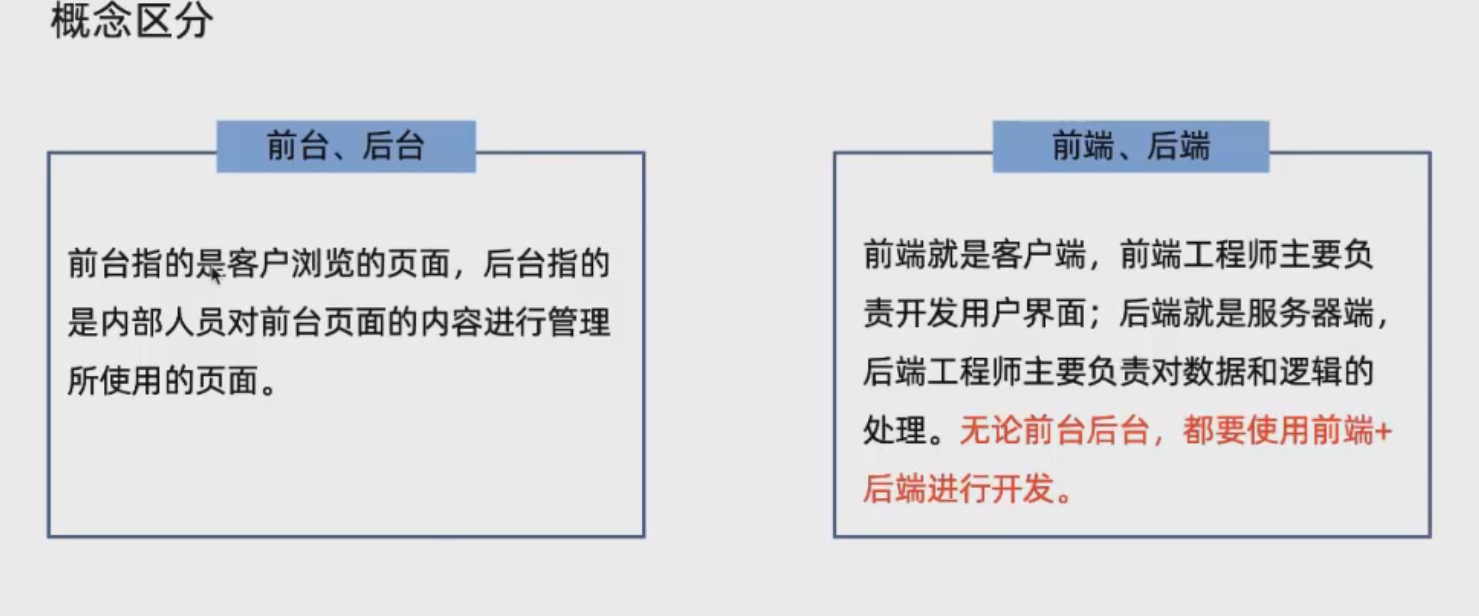 概念区分
前台、后台
前台指的是客户浏览的页面，后台指的
是内部人员对前台页面的内容进行管理
所使用的页面。
前端、后端
前端就是客户端，前端工程师主要负
责开发用户界面；后端就是服务器端，
后端工程师主要负责对数据和逻辑的
处理。无论前台后台，都要使用前端+
后端进行开发。